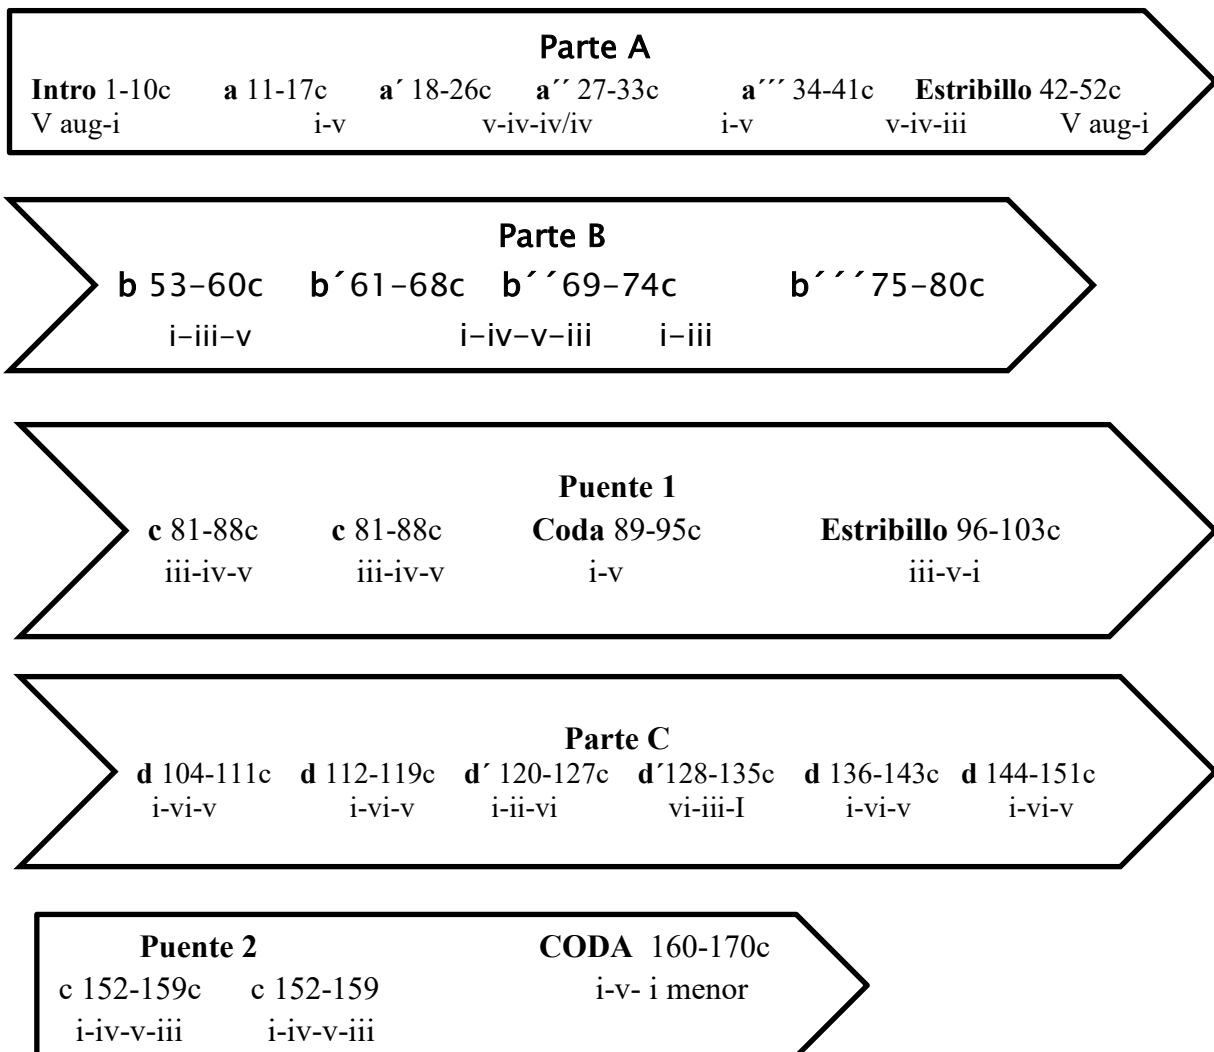 Parte A
Intro 1-10c a 11-17c a´ 18-26c a´´ 27-33c a´´´ 34-41c Estribillo 42-52c
V aug-i i-v v-iv-iv/iv i-v v-iv-iii V aug-i
Parte B
b 53-60c b´61-68c b´´69-74c b´´´75-80c
i-iii-v i-iv-v-iii i-iii
Puente 1
c 81-88c c 81-88c Coda 89-95c Estribillo 96-103c
iii-iv-v iii-iv-v i-v iii-v-i
Parte C
d 104-111c d 112-119c d´ 120-127c d´128-135c d 136-143c d 144-151c
i-vi-v i-vi-v i-ii-vi vi-iii-I i-vi-v i-vi-v
Puente 2 CODA 160-170c
c 152-159c c 152-159 i-v- i menor
i-iv-v-iii i-iv-v-iii